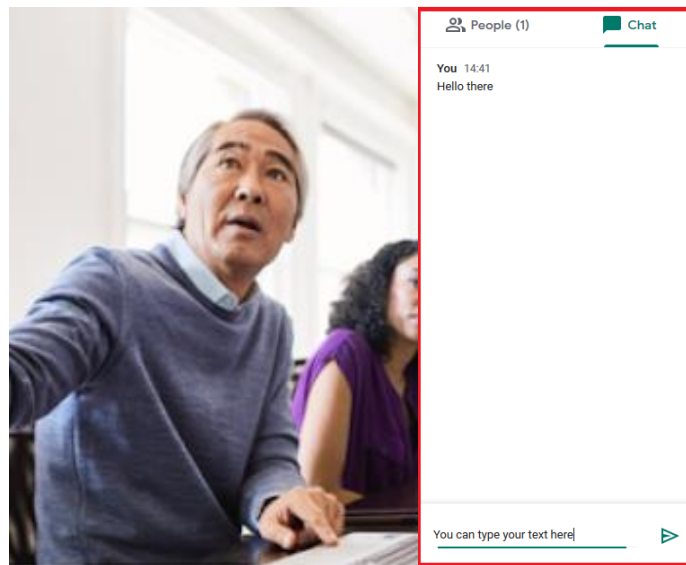 People (1)
Chat
You 14:41
Hello there
You can type your text here